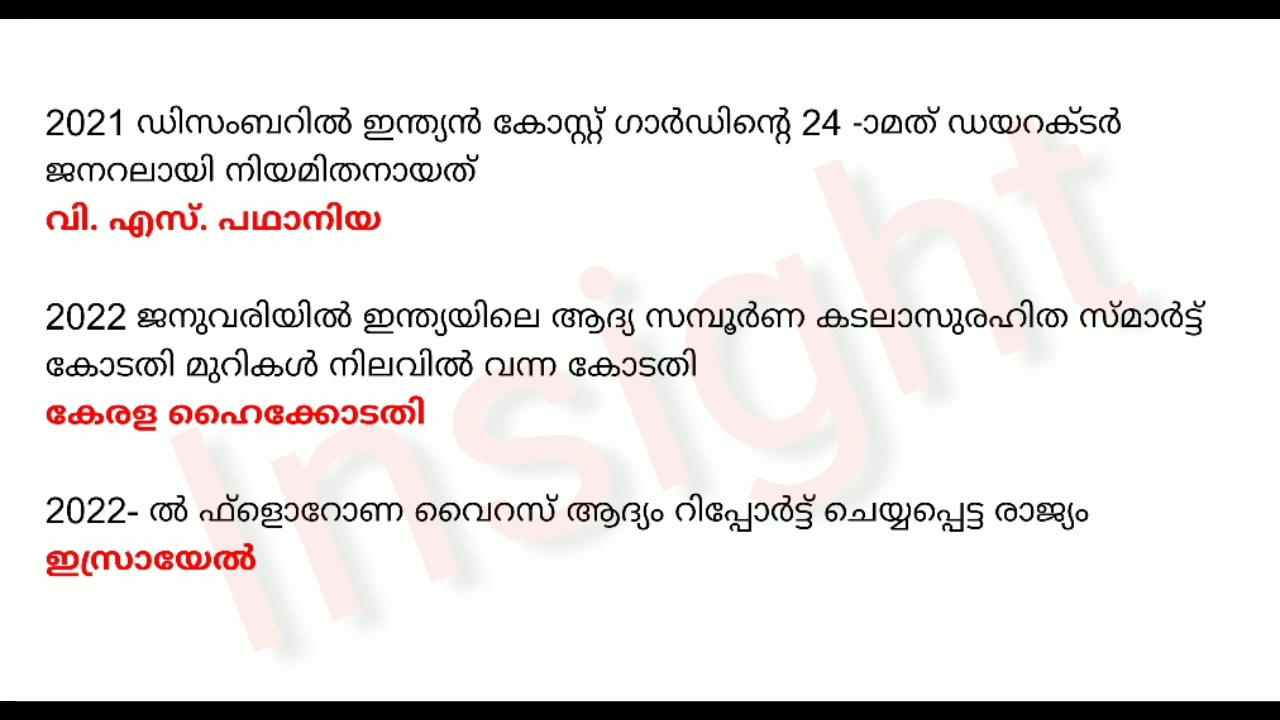 2021 ഡിസംബറിൽ ഇന്ത്യൻ കോസ്റ്റ് ഗാർഡിന്റെ 24 -ാമത് ഡയറക്ടർ
ജനറലായി നിയമിതനായത്
വി. എസ്. പഥാനിയ
2022 ജനുവരിയിൽ ഇന്ത്യയിലെ ആദ്യ സമ്പൂർണ കടലാസുരഹിത സ്മാർട്ട്
കോടതി മുറികൾ നിലവിൽ വന്ന കോടതി
കേരള ഹൈക്കോടതി
2022- ൽ ഫ്ളൊറോണ വൈറസ് ആദ്യം റിപ്പോർട്ട് ചെയ്യപ്പെട്ട രാജ്യം
ഇസ്രായേൽ
Insight